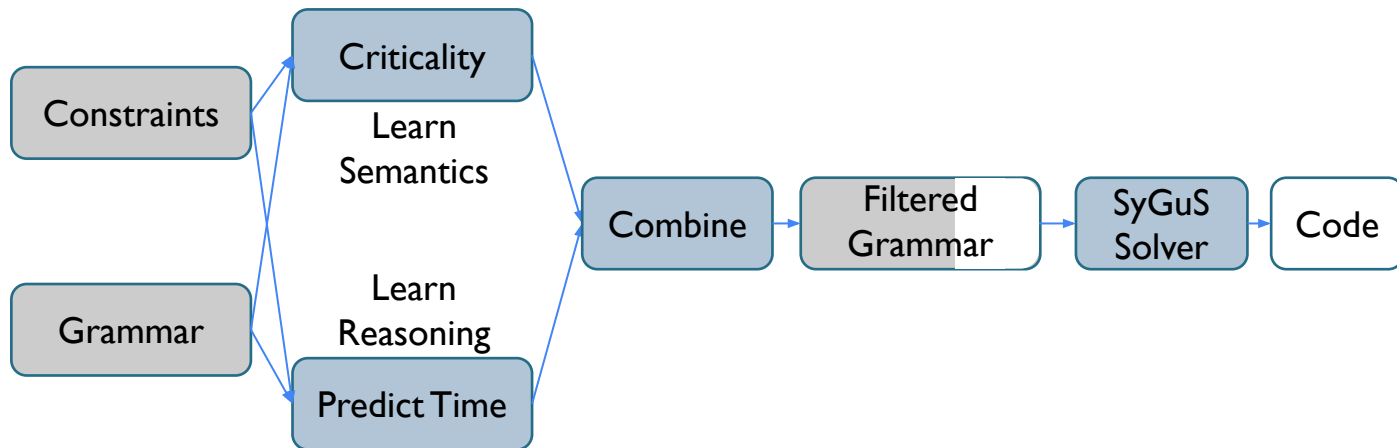 Constraints
Grammar
Criticality
Learn
Semantics
Learn
Reasoning
Predict Time
Combine
Filtered
Grammar
SyGuS
Solver
Code